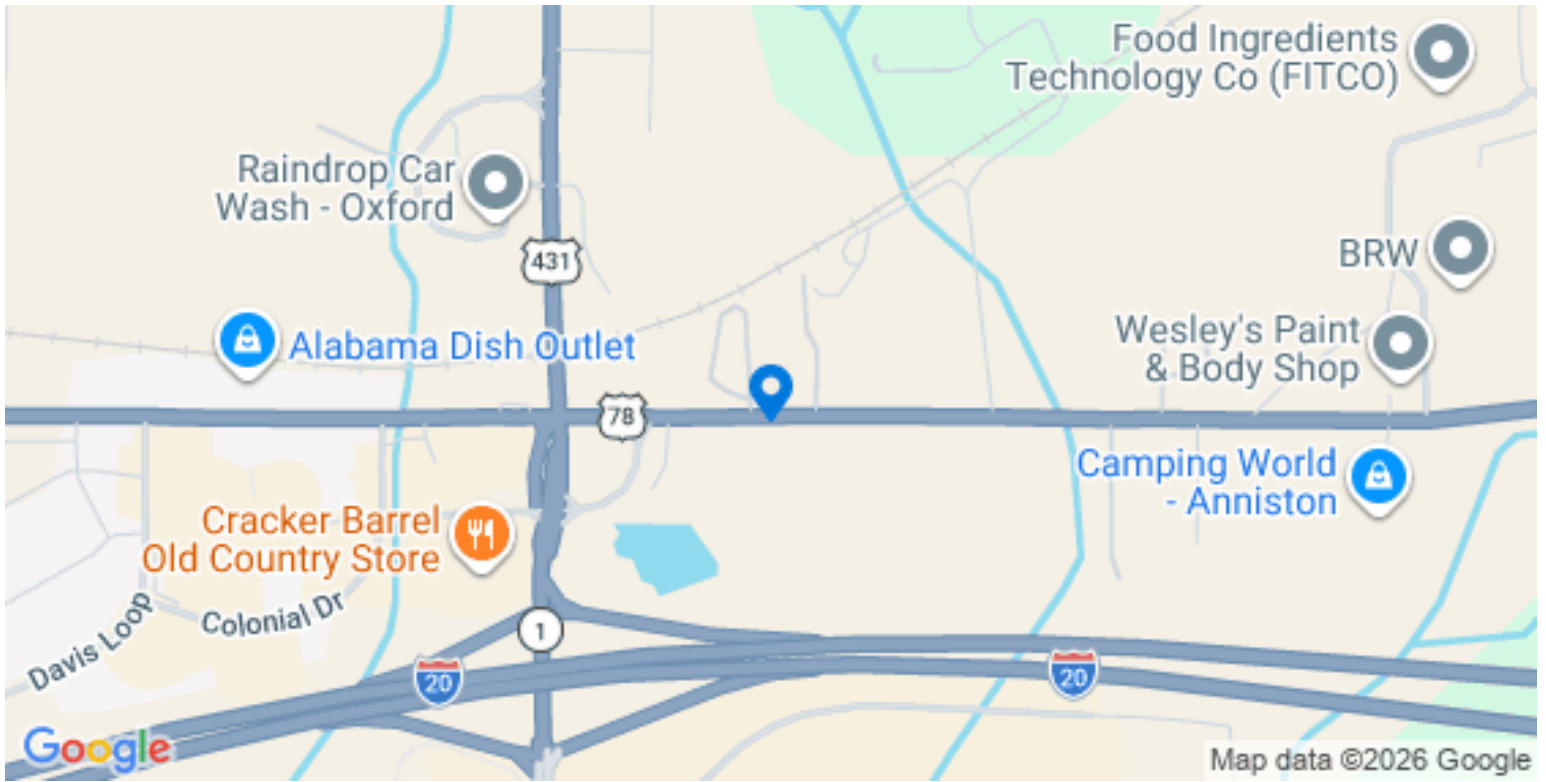 Food Ingredients
Technology Co (FITCO)
Raindrop Car
Wash - Oxford
431
BRW
Alabama Dish Outlet
Wesley's Paint
& Body Shop
78
Camping World
- Anniston
Cracker Barrel
Old Country Store
Colonial Dr
Davis Loop
1
20
20
Google
Map data ©2026 Google